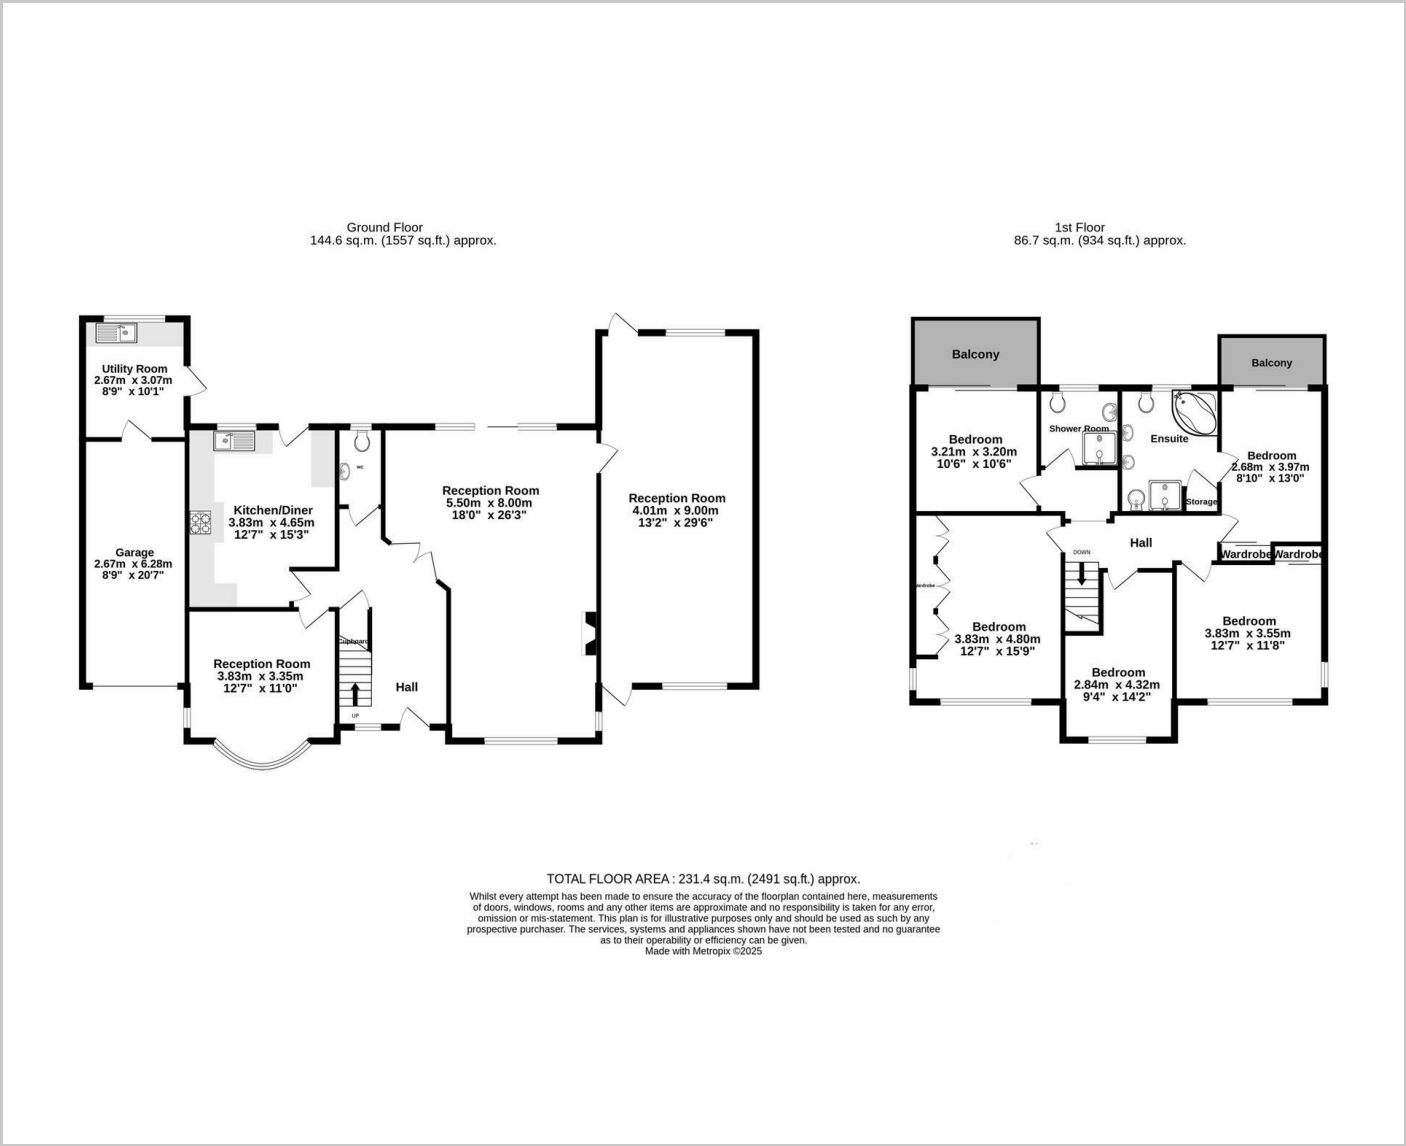 Ground Floor
144.6 sq.m. (1557 sq.ft.) approx.
1st Floor
86.7 sq.m. (934 sq.ft.) approx.
Utility Room
2.67m x 3.07m
8'9" x 10'1"
Garage
2.67m x 6.28m
8'9" x 20'7"
Kitchen/Diner
3.83m x 4.65m
12'7" x 15'3"
Reception Room
3.83m x 3.35m
12'7" x 11'0"
WC
Cupboard
UP
Hall
Reception Room
5.50m x 8.00m
18'0" x 26'3"
Reception Room
4.01m x 9.00m
13'2" x 29'6"
Balcony
Balcony
Bedroom
3.21m x 3.20m
10'6" x 10'6"
Shower Room
Ensuite
Storage
Bedroom
2.68m x 3.97m
8'10" x 13'0"
Wardrobe
Wardrobe
Hall
DOWN
Wardrobe
Bedroom
3.83m x 4.80m
12'7" x 15'9"
Bedroom
2.84m x 4.32m
9'4" x 14'2"
Bedroom
3.83m x 3.55m
12'7" x 11'8"
TOTAL FLOOR AREA : 231.4 sq.m. (2491 sq.ft.) approx.
Whilst every attempt has been made to ensure the accuracy of the floorplan contained here, measurements
of doors, windows, rooms and any other items are approximate and no responsibility is taken for any error,
omission or mis-statement. This plan is for illustrative purposes only and should be used as such by any
prospective purchaser. The services, systems and appliances shown have not been tested and no guarantee
as to their operability or efficiency can be given.
Made with Metropix ©2025